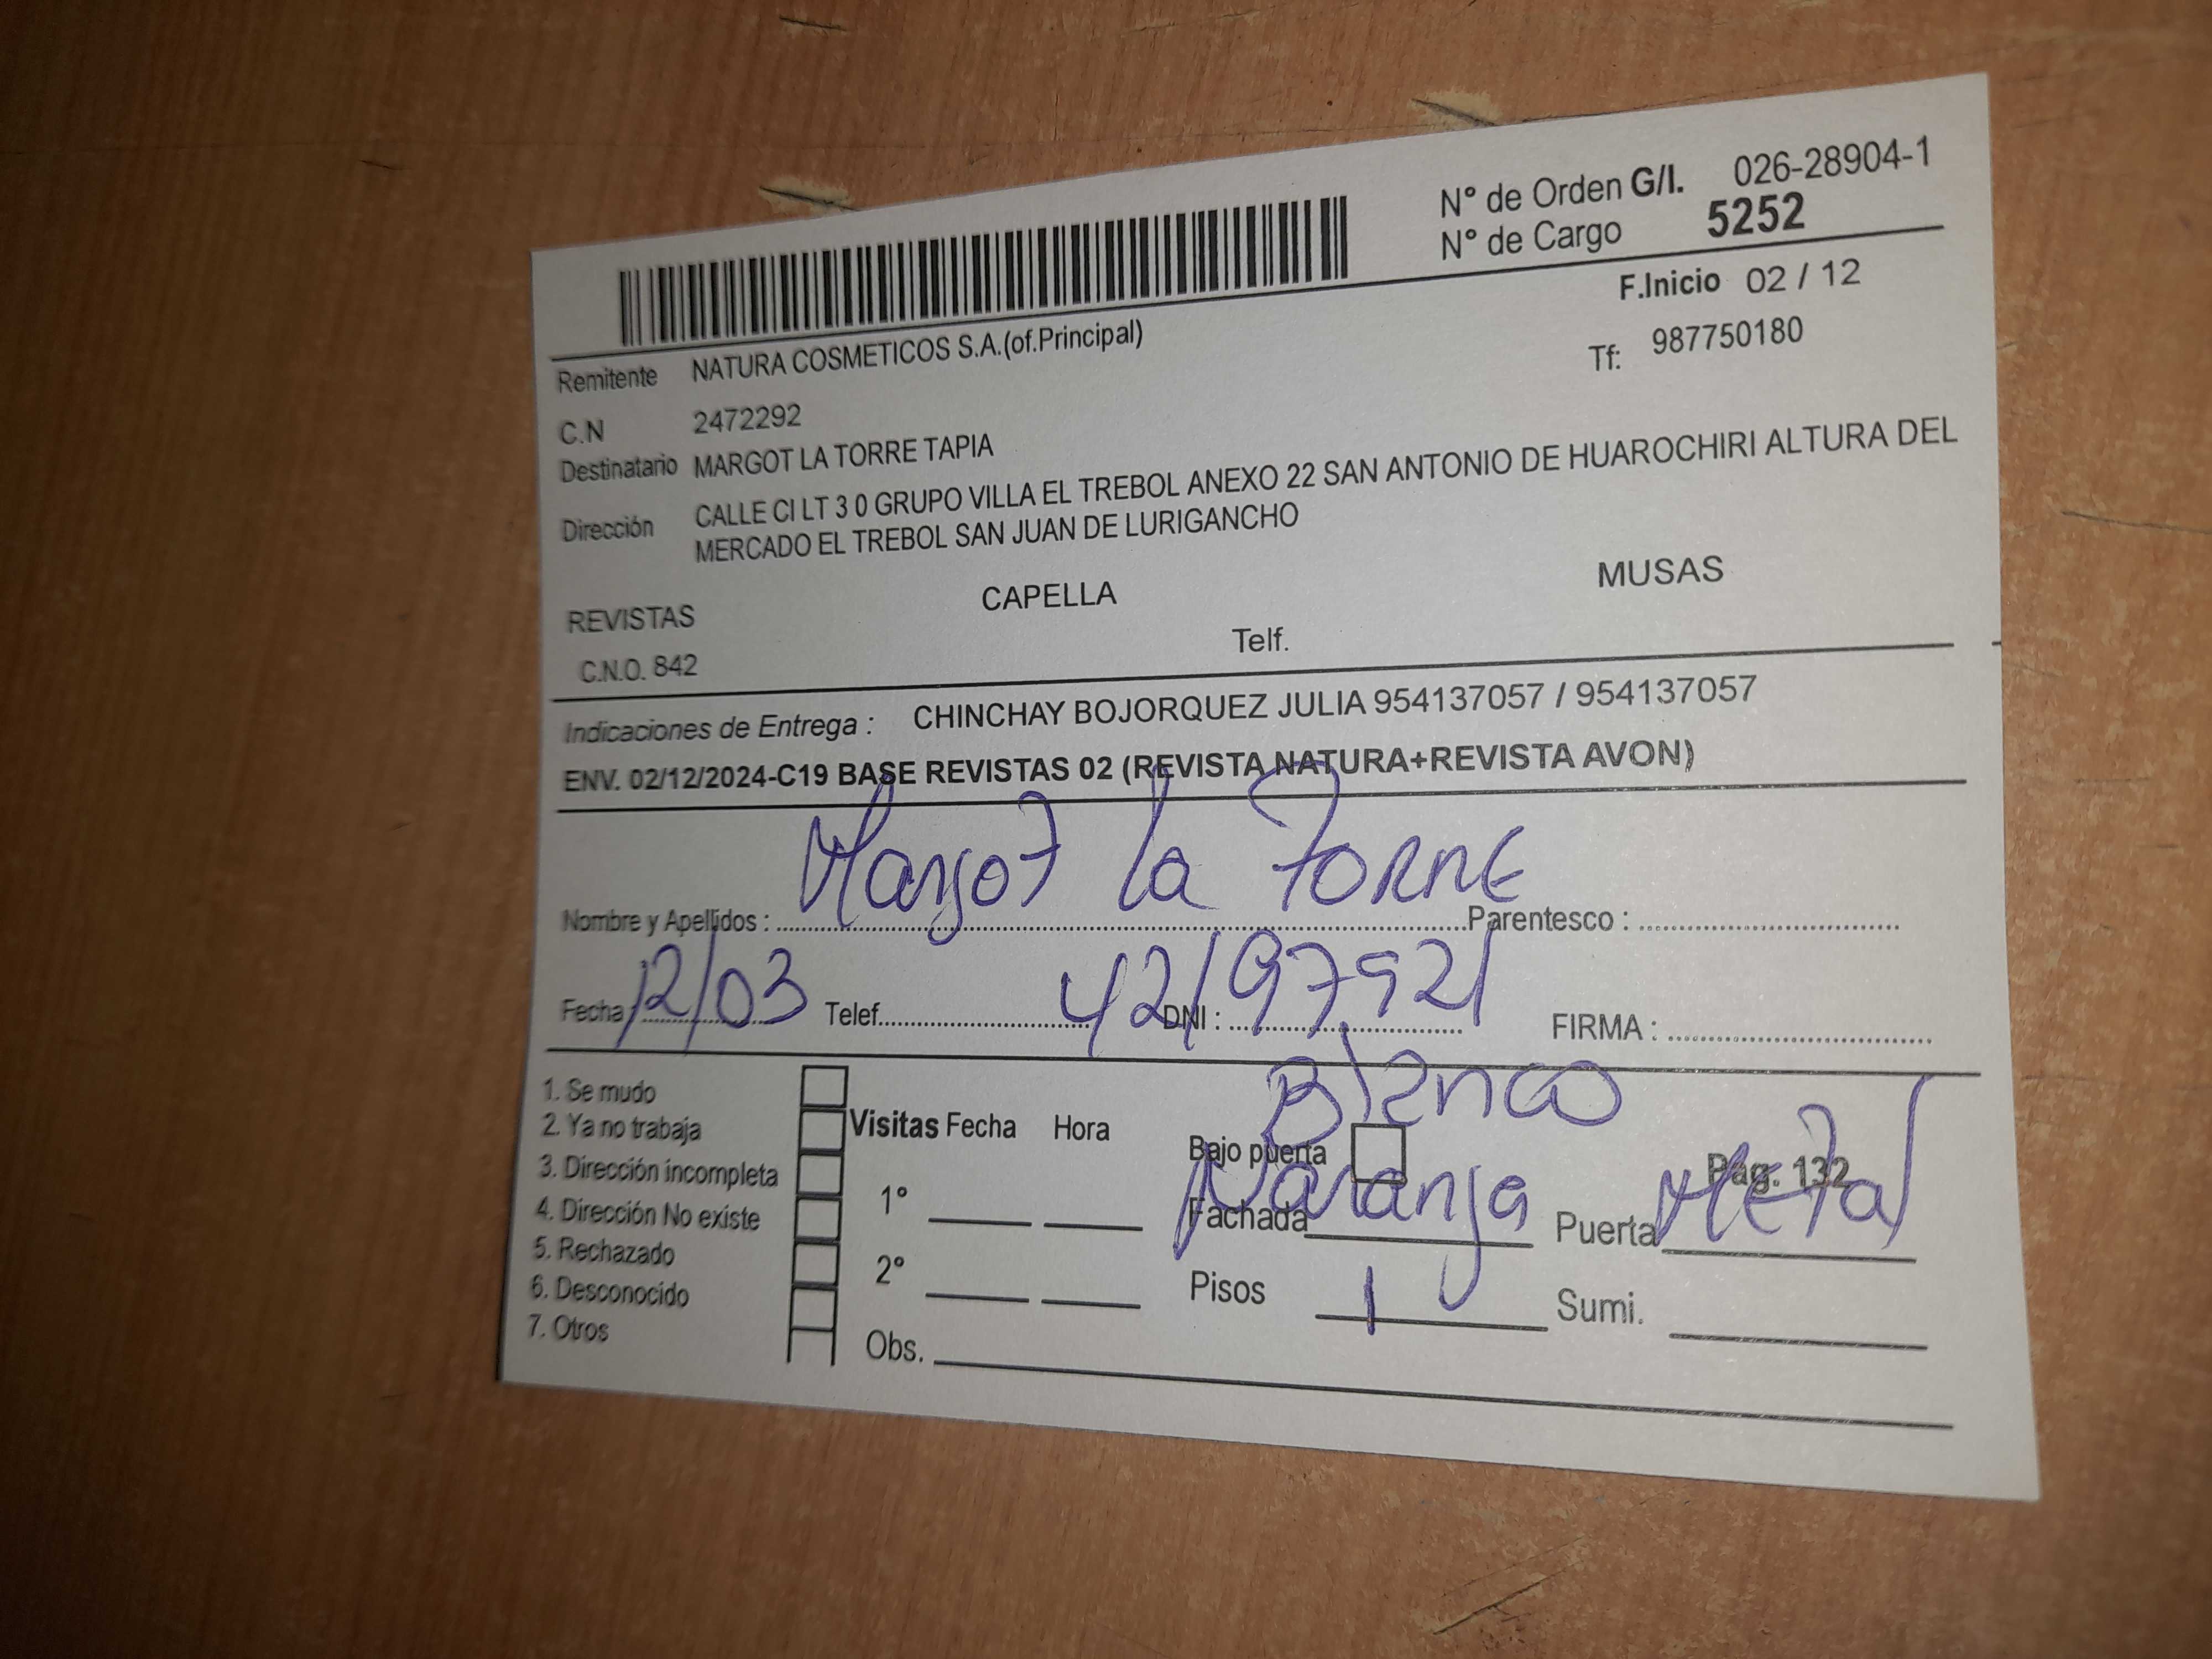 N° de Orden G/I. 026-28904-1
N° de Cargo 5252
F.Inicio 02 / 12
Remitente NATURA COSMETICOS S.A.(of.Principal)
Tf: 987750180
C.N 2472292
Destinatario MARGOT LA TORRE TAPIA
Dirección CALLE CI LT 3 0 GRUPO VILLA EL TREBOL ANEXO 22 SAN ANTONIO DE HUAROCHIRI ALTURA DEL
MERCADO EL TREBOL SAN JUAN DE LURIGANCHO
REVISTAS CAPELLA MUSAS
C.N.O. 842 Telf.
Indicaciones de Entrega : CHINCHAY BOJORQUEZ JULIA 954137057 / 954137057
ENV. 02/12/2024-C19 BASE REVISTAS 02 (REVISTA NATURA+REVISTA AVON)
Nombre y Apellidos : Margot la Torre Parentesco :
Fecha 12/03 Telef. DNI : 42197921 FIRMA :
Blanco
1. Se mudo
2. Ya no trabaja
3. Dirección incompleta
4. Dirección No existe
5. Rechazado
6. Desconocido
7. Otros
Visitas Fecha Hora
1°
2°
Obs.
Bajo puerta Pag. 132
Fachada Naranja Puerta Metal
Pisos 1 Sumi.